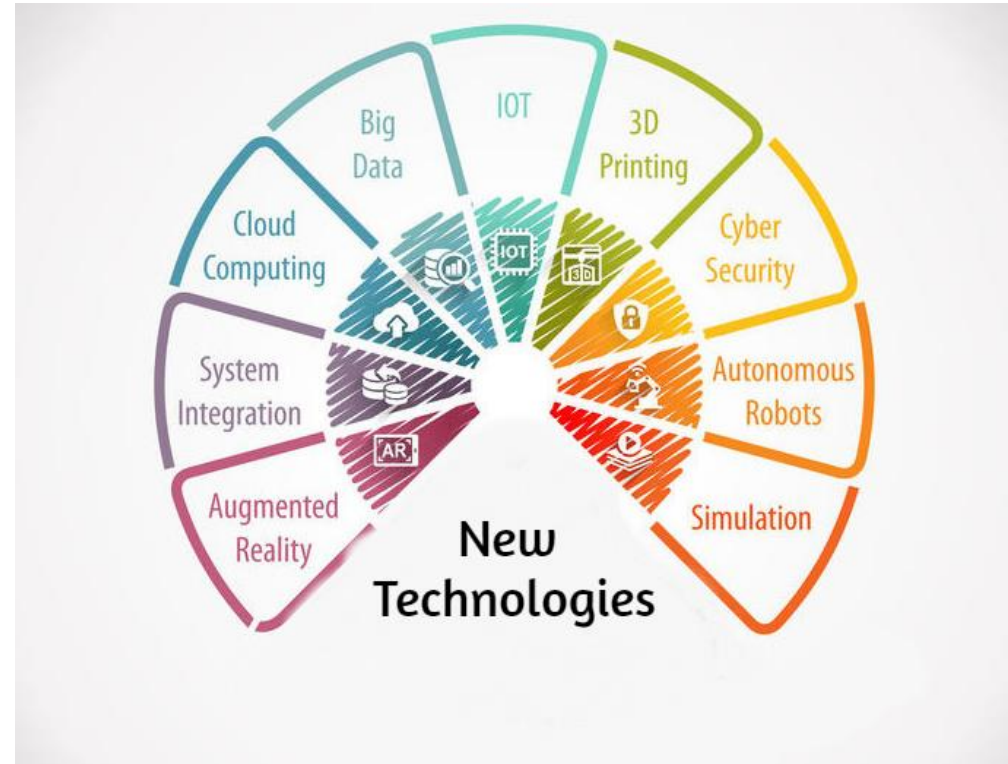 IOT
Big
Data
3D
Printing
Cloud
Computing
Cyber
Security
IOT
3D
System
Integration
Autonomous
Robots
AR
Augmented
Reality
Simulation
New
Technologies